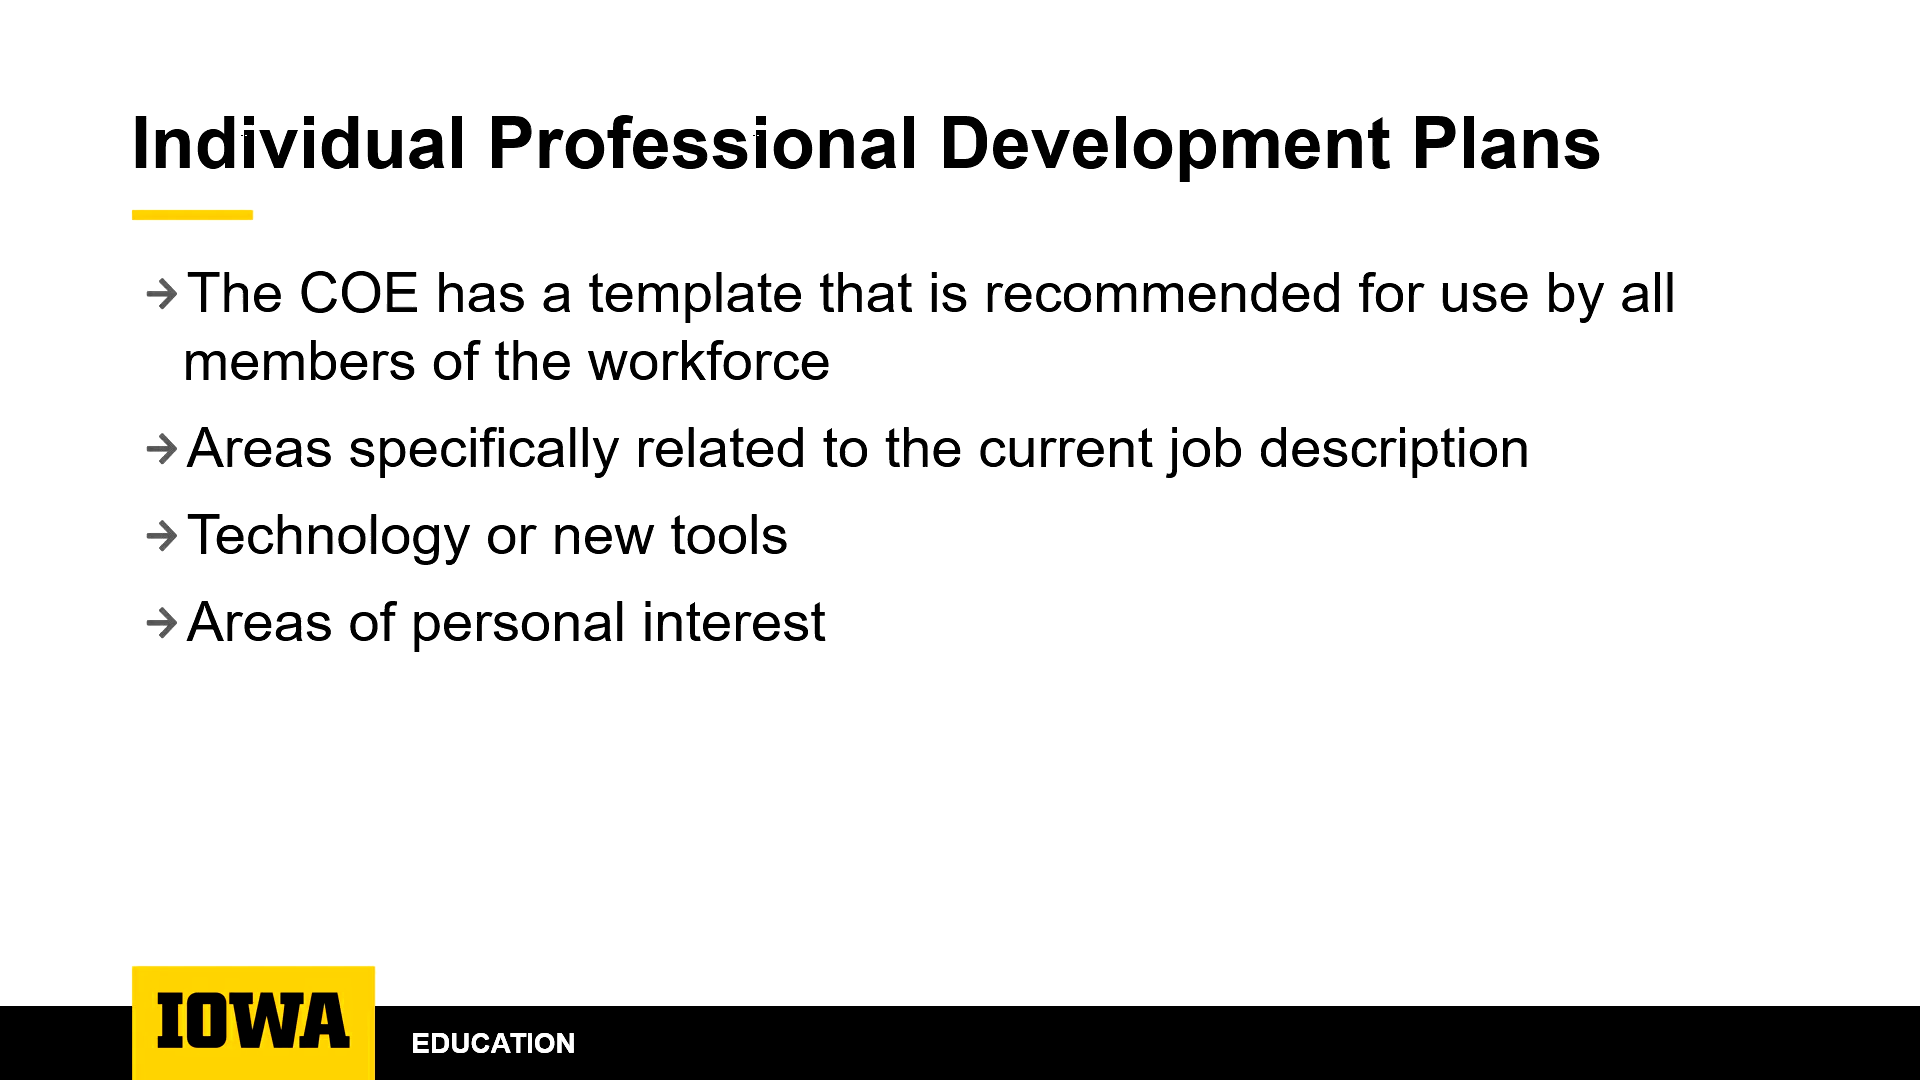 Individual Professional Development Plans
The COE has a template that is recommended for use by all
members of the workforce
Areas specifically related to the current job description
Technology or new tools
Areas of personal interest
IOWA
EDUCATION